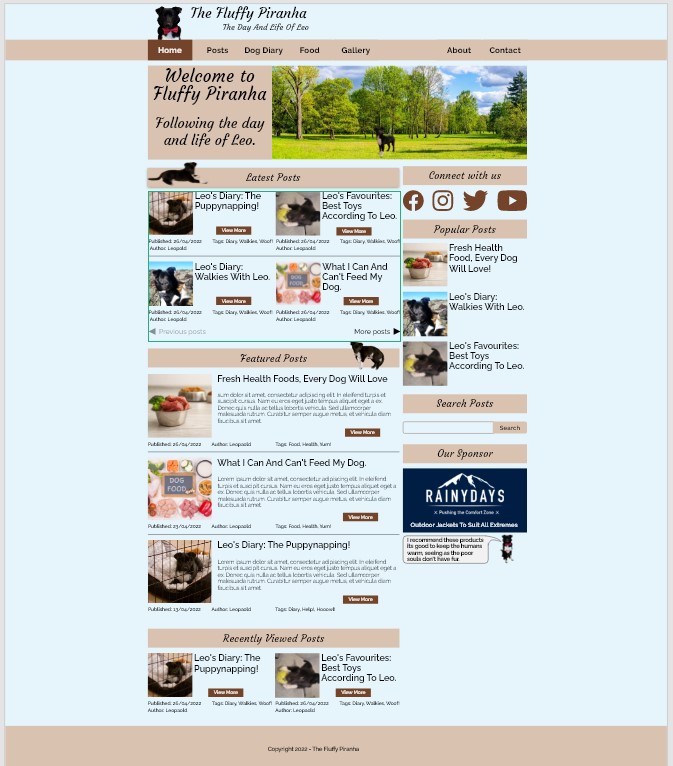 The Fluffy Piranha
The Day And Life Of Leo
Home Posts Dog Diary Food Gallery About Contact
Welcome to
Fluffy Piranha
Following the day
and life of Leo.
Latest Posts
Leo's Diary: The
Puppynapping!
View More
Published: 26/04/2022 Tags: Diary, Walkies, Woof!
Author: Leopaold
Leo's Favourites:
Best Toys
According To Leo.
View More
Published: 26/04/2022 Tags: Diary, Walkies, Woof!
Author: Leopaold
Leo's Diary:
Walkies With Leo.
View More
Published: 26/04/2022 Tags: Diary, Walkies, Woof!
Author: Leopaold
What I Can And
Can't Feed My
Dog.
View More
Published: 26/04/2022 Tags: Diary, Walkies, Woof!
Author: Leopaold
Previous posts
More posts
Featured Posts
Fresh Health Foods, Every Dog Will Love
sum dolor sit amet, consectetur adipiscing elit. In eleifend turpis et
suscipit cursus. Nam eu eros eget justo tempus aliquet eget a ex.
Donec quis nulla ac tellus lobortis vehicula. Sed ullamcorper
malesuada rutrum. Curabitur semper augue metus, et vehicula diam
faucibus sit amet.
View More
Published: 26/04/2022 Author: Leopaold Tags: Food, Health, Yum!
What I Can And Can't Feed My Dog.
DOG
FOOD
Lorem ipsum dolor sit amet, consectetur adipiscing elit. In eleifend
turpis et suscipit cursus. Nam eu eros eget justo tempus aliquet eget a
ex. Donec quis nulla ac tellus lobortis vehicula. Sed ullamcorper
malesuada rutrum. Curabitur semper augue metus, et vehicula diam
faucibus sit amet.
View More
Published: 23/04/2022 Author: Leopaold Tags: Food, Health, Yum!
Leo's Diary: The Puppynapping!
Lorem ipsum dolor sit amet, consectetur adipiscing elit. In eleifend
turpis et suscipit cursus. Nam eu eros eget justo tempus aliquet eget a
ex. Donec quis nulla ac tellus lobortis vehicula. Sed ullamcorper
malesuada rutrum. Curabitur semper augue metus, et vehicula diam
faucibus sit amet.
View More
Published: 13/04/2022 Author: Leopaold Tags: Diary, Help!, Hooowl!
Recently Viewed Posts
Leo's Diary: The
Puppynapping!
View More
Published: 26/04/2022 Tags: Diary, Walkies, Woof!
Author: Leopaold
Leo's Favourites:
Best Toys
According To Leo.
View More
Published: 26/04/2022 Tags: Diary, Walkies, Woof!
Author: Leopaold
Connect with us
Popular Posts
Fresh Health
Food, Every Dog
Will Love!
Leo's Diary:
Walkies With Leo.
Leo's Favourites:
Best Toys
According To Leo.
Search Posts
Search
Our Sponsor
RAINYDAYS
× Pushing the Comfort Zone ×
Outdoor Jackets To Suit All Extremes
I recommend these products
its good to keep the humans
warm, seeing as the poor
souls don't have fur.
Copyright 2022 - The Fluffy Piranha